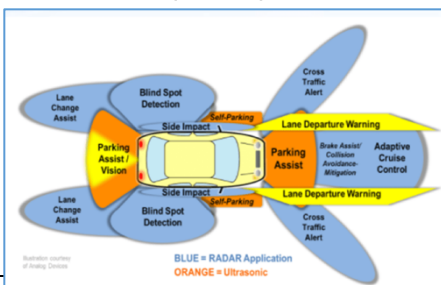 Cross
Traffic
Alert
Lane
Change
Assist
Blind Spot
Detection
Self-Parking
Side Impact
Lane Departure Warning
Parking
Assist /
Vision
Parking
Assist
Brake Assist/
Collision
Avoidance-
Mitigation
Adaptive
Cruise
Control
Side Impact
Self-Parking
Lane Departure Warning
Lane
Change
Assist
Blind Spot
Detection
Cross
Traffic
Alert
Illustration courtesy
of Analog Devices
BLUE = RADAR Application
ORANGE = Ultrasonic